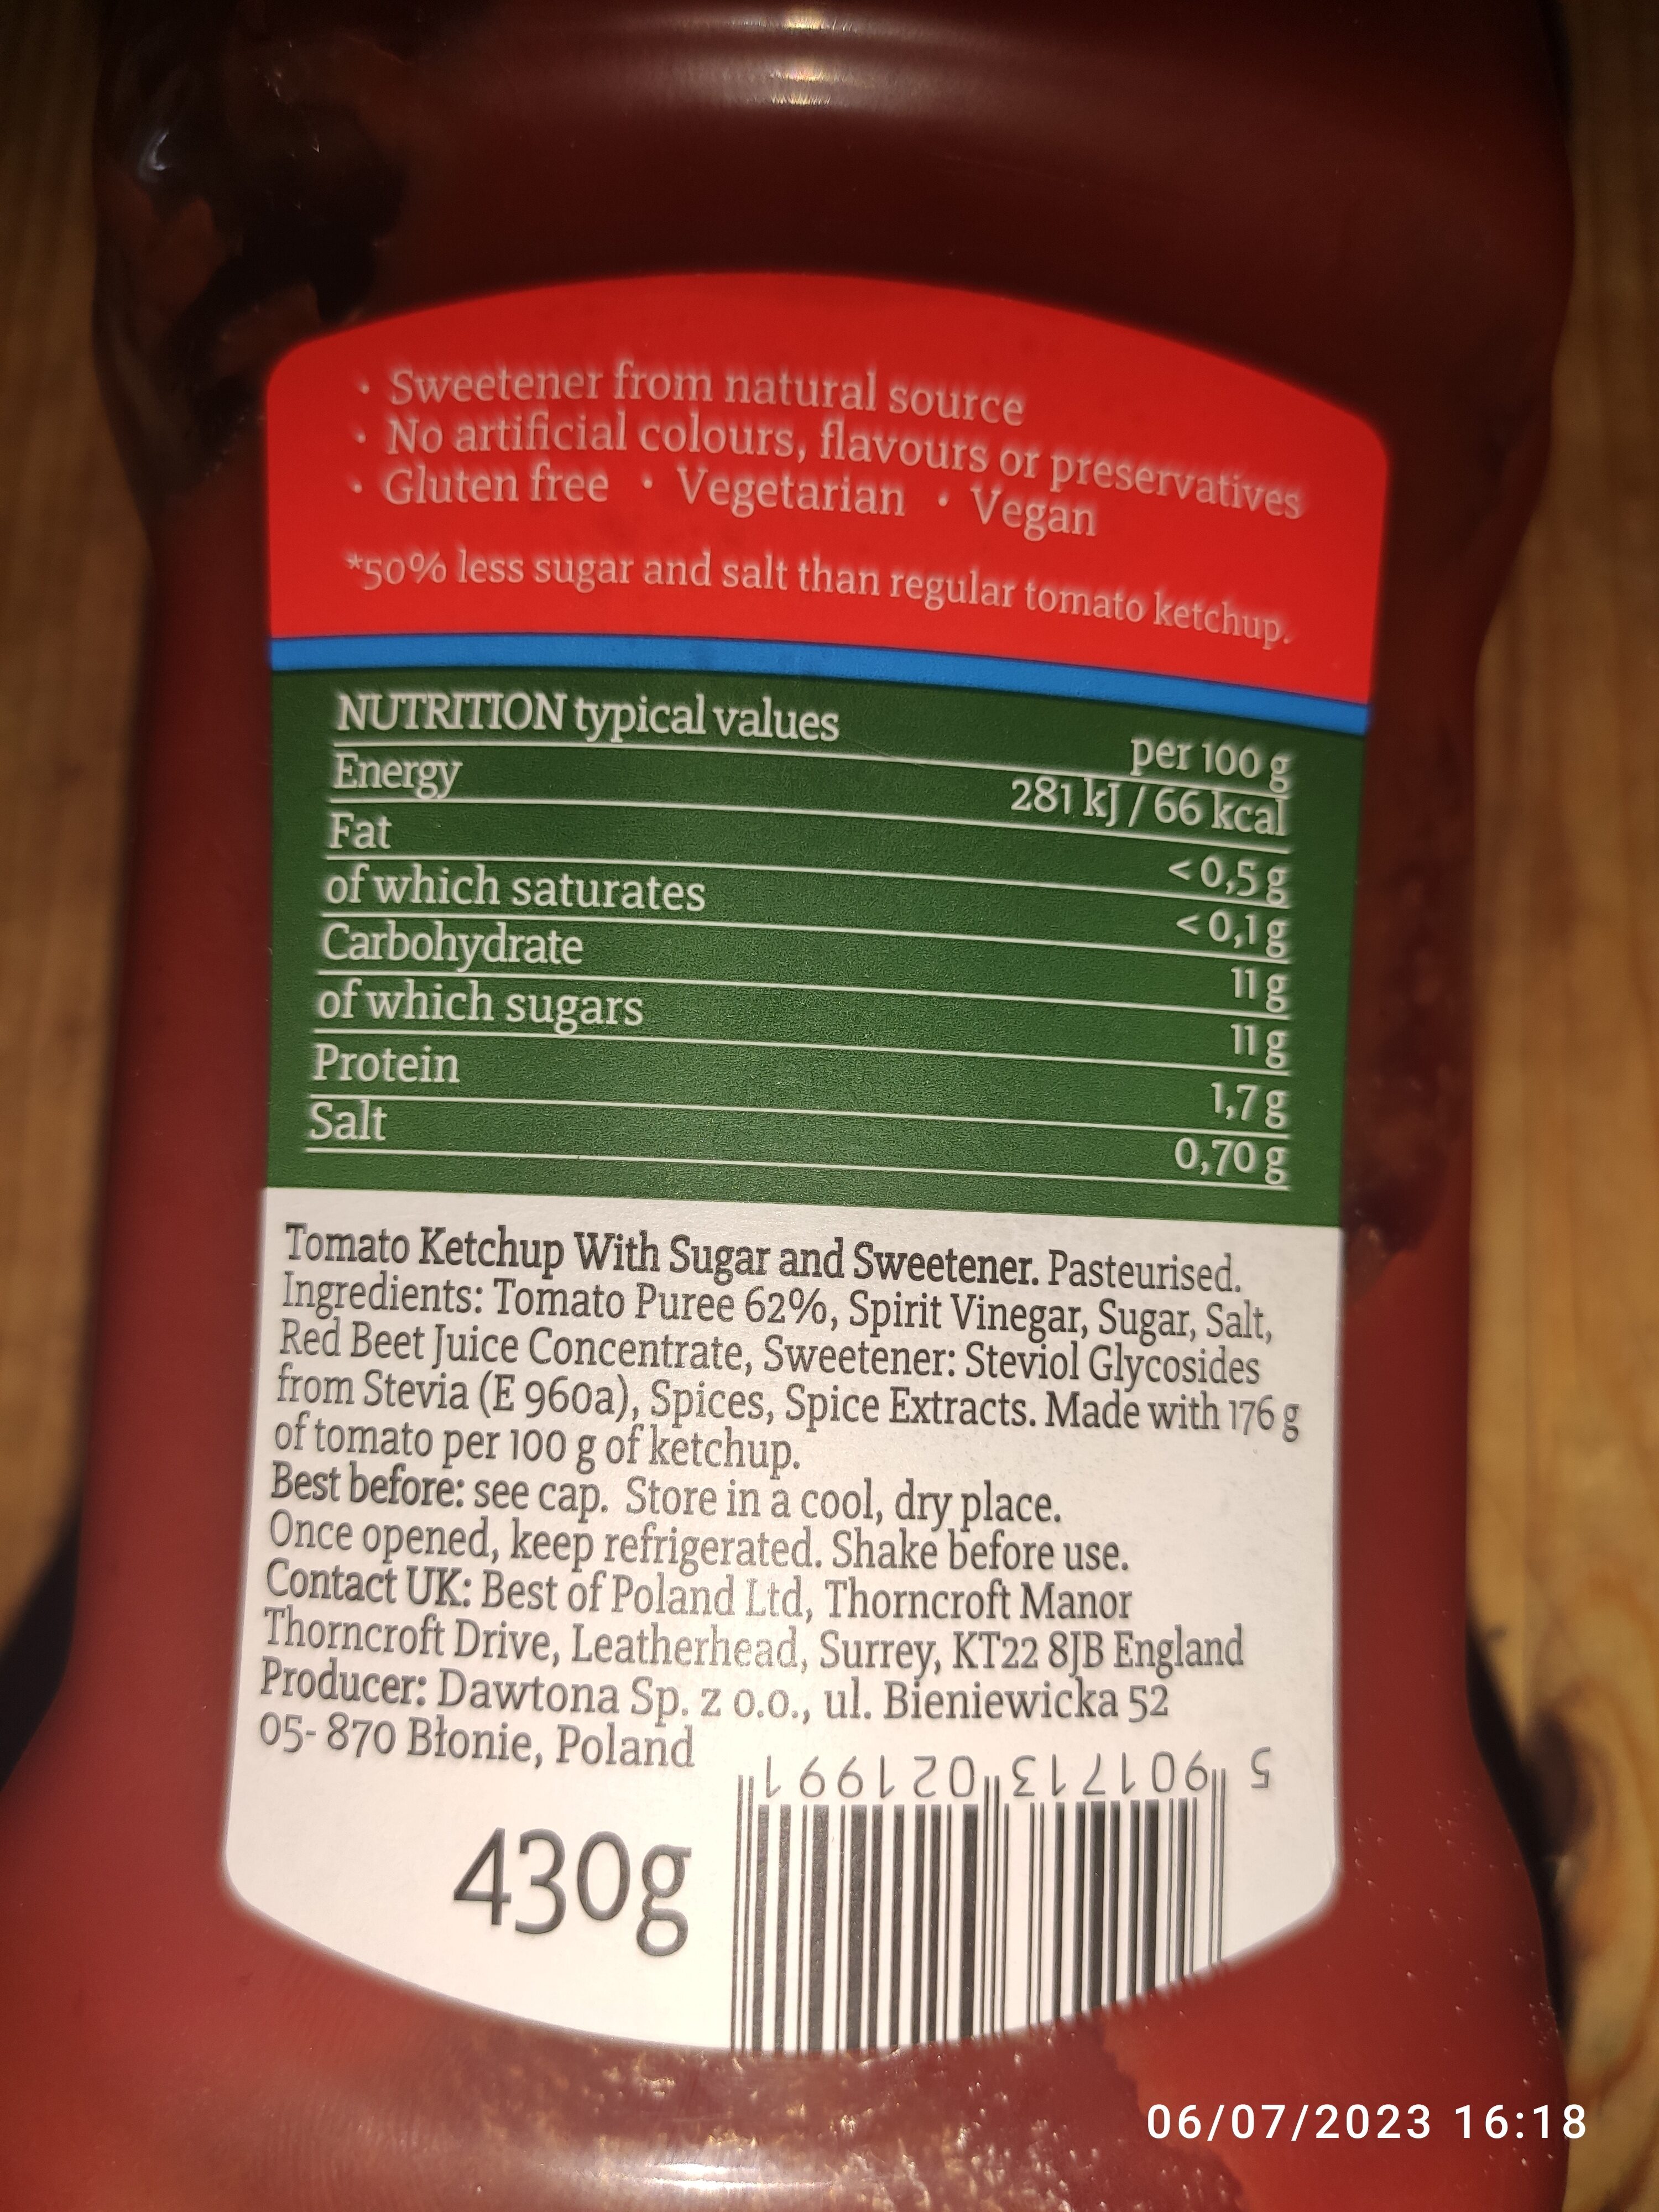 • Sweetener from natural source
• No artificial colours, flavours or preservatives
• Gluten free • Vegetarian • Vegan
*50% less sugar and salt than regular tomato ketchup.
NUTRITION typical values per 100 g
Energy 281 kJ / 66 kcal
Fat < 0,5 g
of which saturates < 0,1 g
Carbohydrate 11 g
of which sugars 11 g
Protein 1,7 g
Salt 0,70 g
Tomato Ketchup With Sugar and Sweetener. Pasteurised.
Ingredients: Tomato Puree 62%, Spirit Vinegar, Sugar, Salt,
Red Beet Juice Concentrate, Sweetener: Steviol Glycosides
from Stevia (E 960a), Spices, Spice Extracts. Made with 176 g
of tomato per 100 g of ketchup.
Best before: see cap. Store in a cool, dry place.
Once opened, keep refrigerated. Shake before use.
Contact UK: Best of Poland Ltd, Thorncroft Manor
Thorncroft Drive, Leatherhead, Surrey, KT22 8JB England
Producer: Dawtona Sp. z o.o., ul. Bieniewicka 52
05-870 Błonie, Poland
5 901713 021991
430g
06/07/2023 16:18